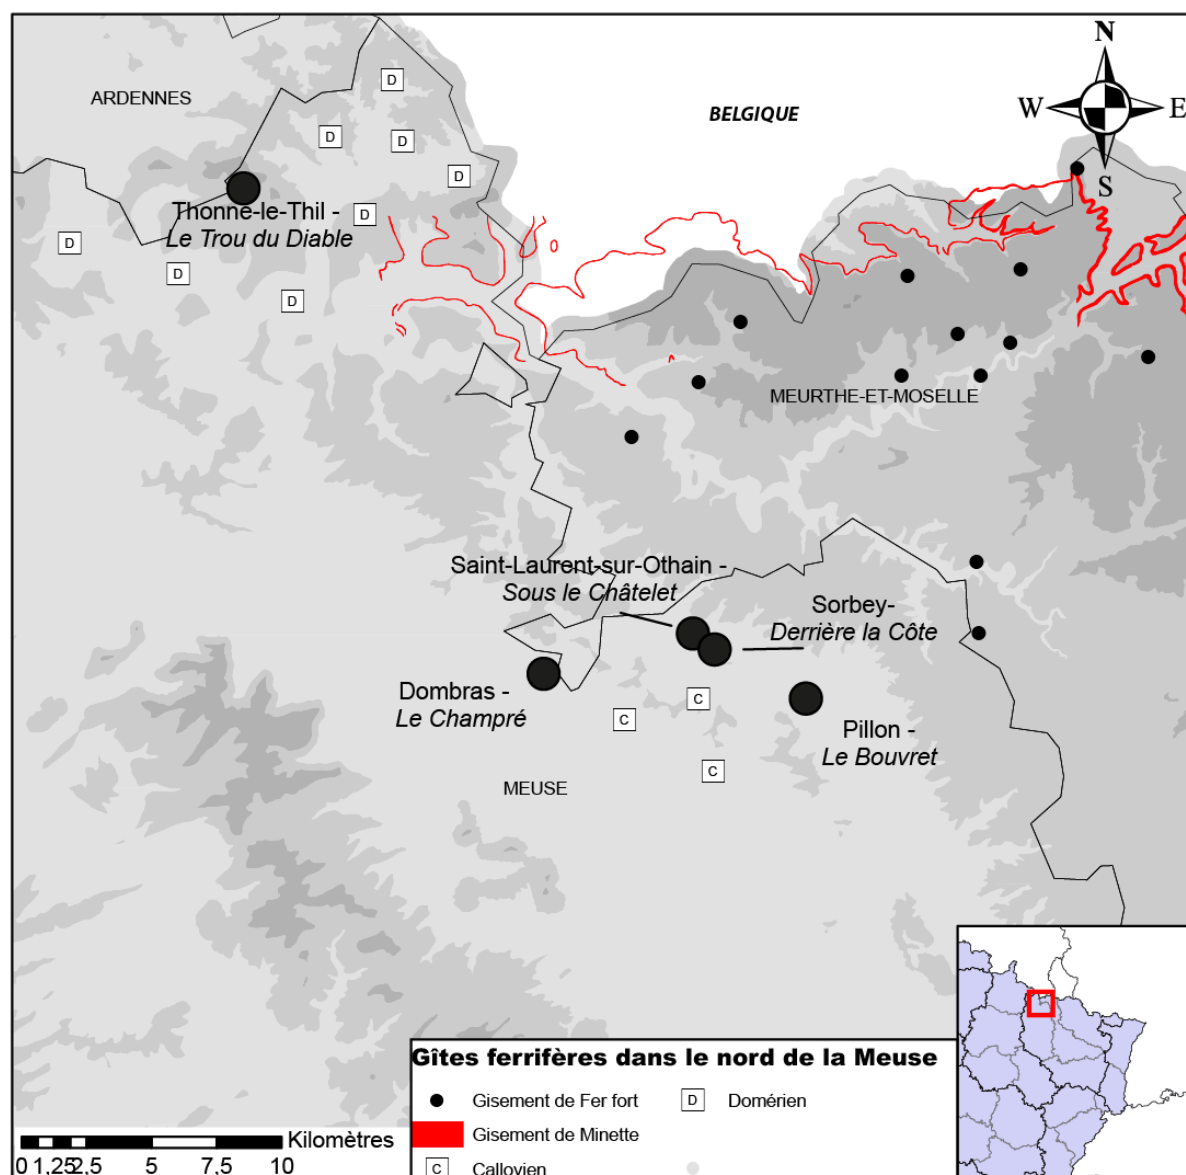 N
W
E
S
ARDENNES
BELGIQUE
D
D
D
D
D
D
D
D
Thonne-le-Thil -
Le Trou du Diable
MEURTHE-ET-MOSELLE
Saint-Laurent-sur-Othain -
Sous le Châtelet
Sorbey-
Derrière la Côte
Dombras -
Le Champré
C
C
C
Pillon -
Le Bouvret
MEUSE
Gîtes ferrifères dans le nord de la Meuse
Gisement de Fer fort
D Domérien
Gisement de Minette
C Callovien
Kilomètres
0 1,25 2,5 5 7,5 10